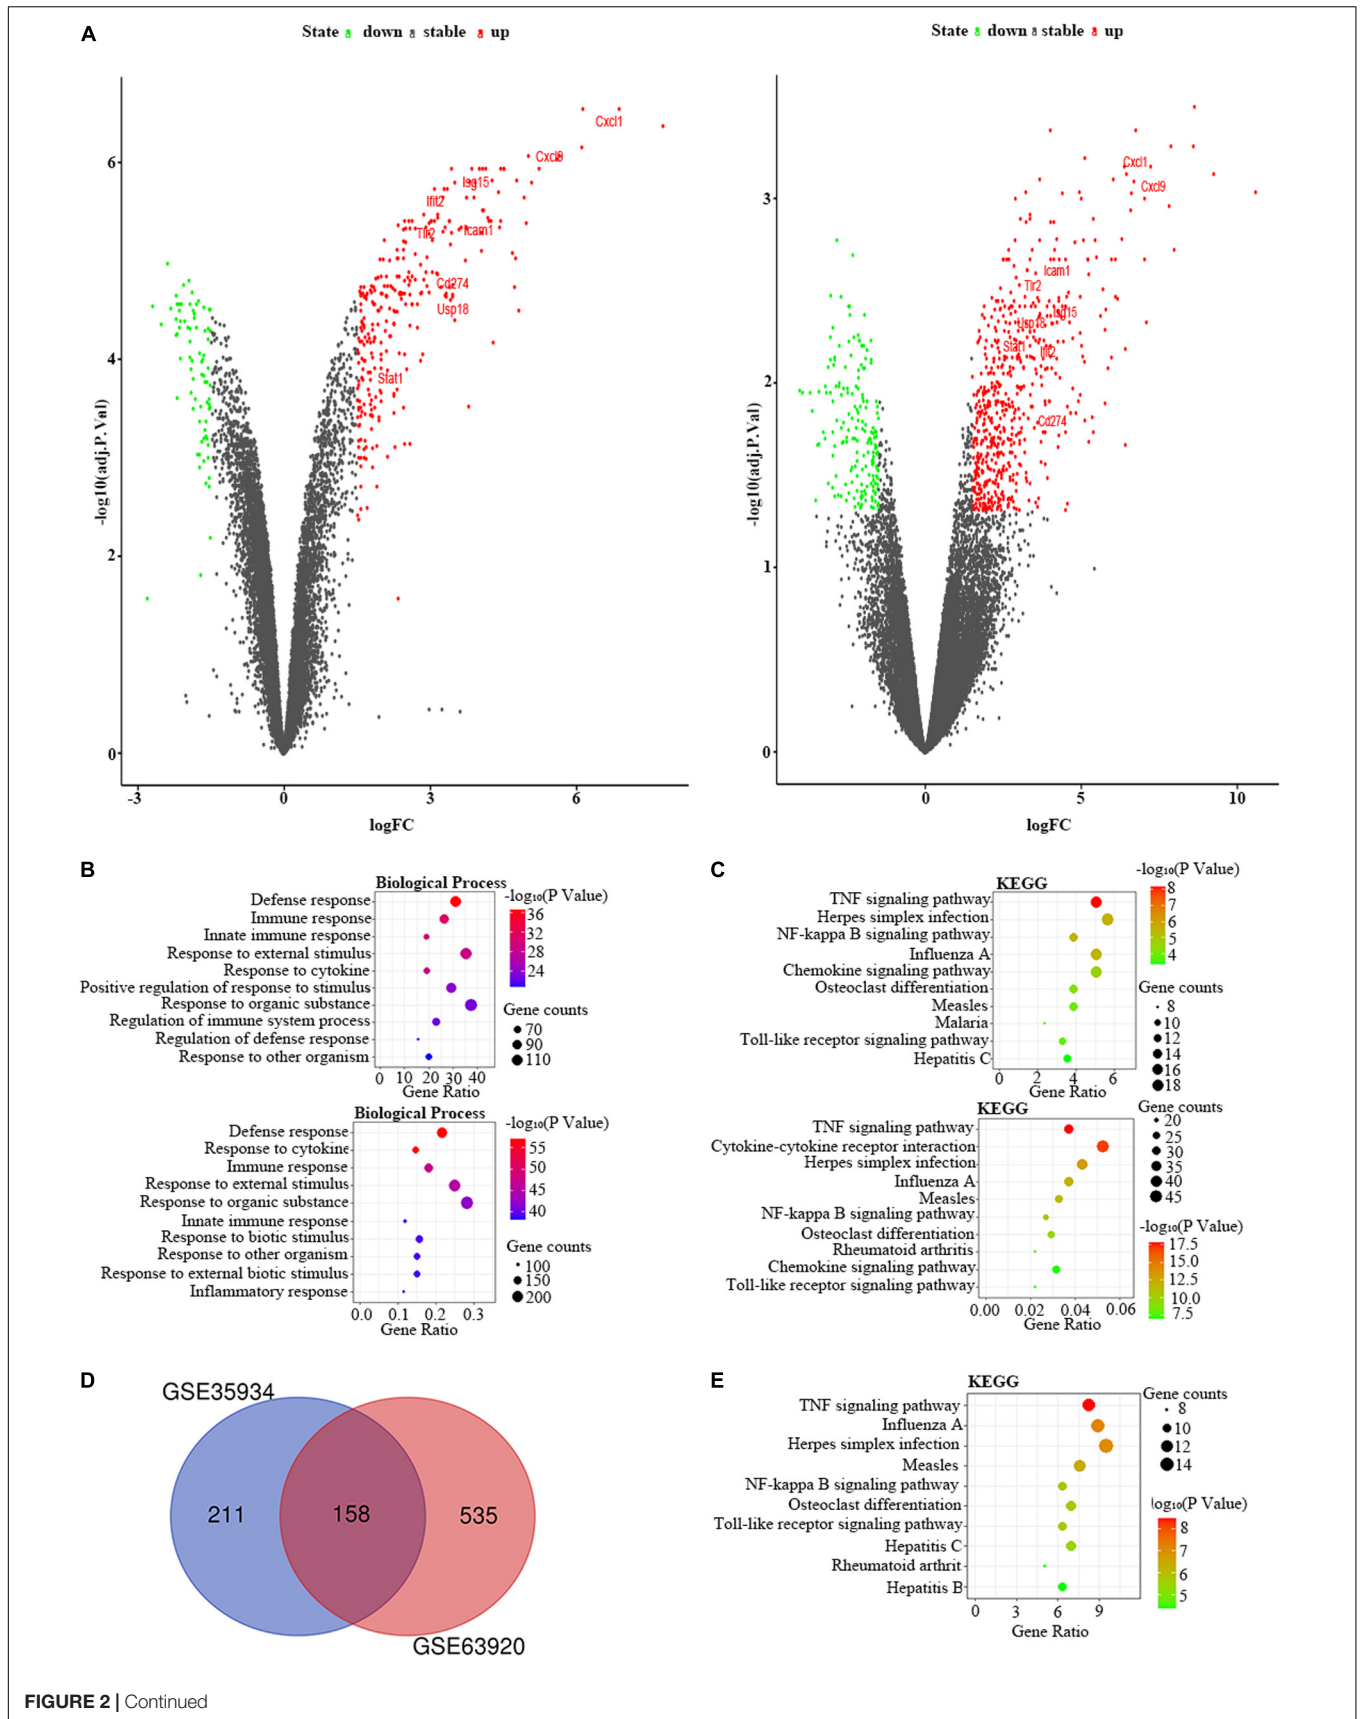 A
State a down a stable a up
-log10(adj.P.Val)
6
4
2
0
Cxcl1
Cxcl9
Isg15
Ifit2
Tlr2
Icam1
Cd274
Usp18
Stat1
-3 0 3 6
logFC
State a down a stable a up
-log10(adj.P.Val)
3
2
1
0
Cxcl1
Cxcl9
Icam1
Tlr2
Isg15
Usp18
Stat1
Ifit2
Cd274
0 5 10
logFC
B
Biological Process
Defense response
Immune response
Innate immune response
Response to external stimulus
Response to cytokine
Positive regulation of response to stimulus
Response to organic substance
Regulation of immune system process
Regulation of defense response
Response to other organism
0 10 20 30 40
Gene Ratio
-log₁₀(P Value)
36
32
28
24
Gene counts
70
90
110
Biological Process
Defense response
Response to cytokine
Immune response
Response to external stimulus
Response to organic substance
Innate immune response
Response to biotic stimulus
Response to other organism
Response to external biotic stimulus
Inflammatory response
0.0 0.1 0.2 0.3
Gene Ratio
-log₁₀(P Value)
55
50
45
40
Gene counts
100
150
200
C
KEGG
TNF signaling pathway
Herpes simplex infection
NF-kappa B signaling pathway
Influenza A
Chemokine signaling pathway
Osteoclast differentiation
Measles
Malaria
Toll-like receptor signaling pathway
Hepatitis C
0 2 4 6
Gene Ratio
-log₁₀(P Value)
8
7
6
5
4
Gene counts
8
10
12
14
16
18
KEGG
TNF signaling pathway
Cytokine-cytokine receptor interaction
Herpes simplex infection
Influenza A
Measles
NF-kappa B signaling pathway
Osteoclast differentiation
Rheumatoid arthritis
Chemokine signaling pathway
Toll-like receptor signaling pathway
0.00 0.02 0.04 0.06
Gene Ratio
Gene counts
20
25
30
35
40
45
-log₁₀(P Value)
17.5
15.0
12.5
10.0
7.5
D
GSE35934
211
158
535
GSE63920
E
KEGG
TNF signaling pathway
Influenza A
Herpes simplex infection
Measles
NF-kappa B signaling pathway
Osteoclast differentiation
Toll-like receptor signaling pathway
Hepatitis C
Rheumatoid arthrit
Hepatitis B
0 3 6 9
Gene Ratio
Gene counts
8
10
12
14
log₁₀(P Value)
8
7
6
5
FIGURE 2 | Continued